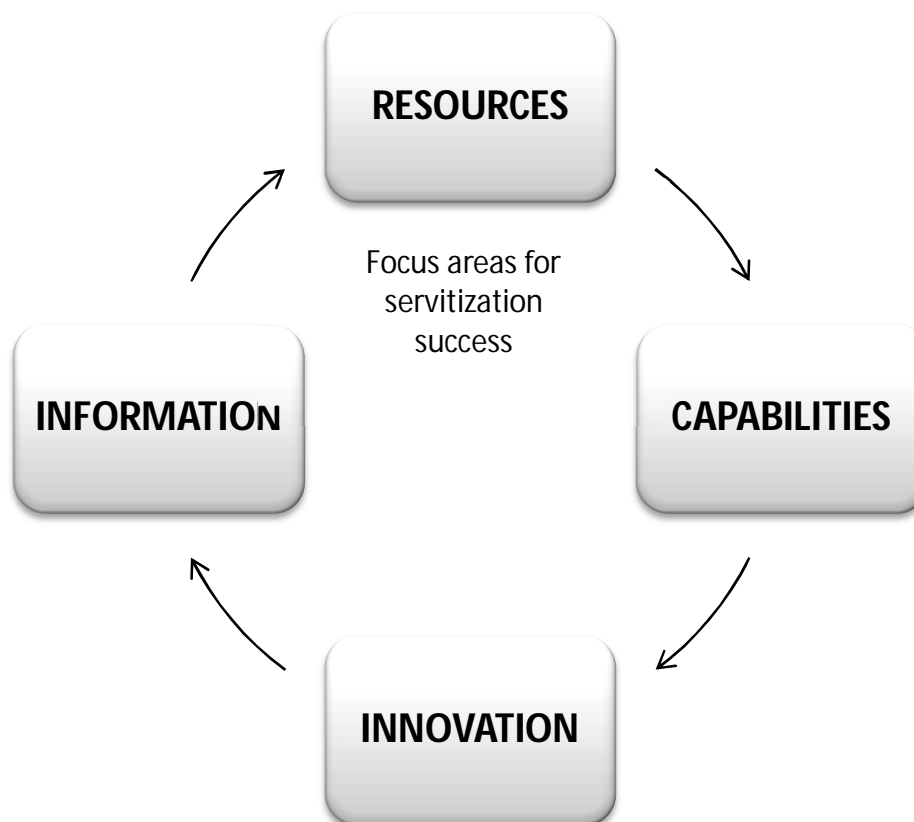 RESOURCES
Focus areas for
servitization
success
INFORMATION
CAPABILITIES
INNOVATION